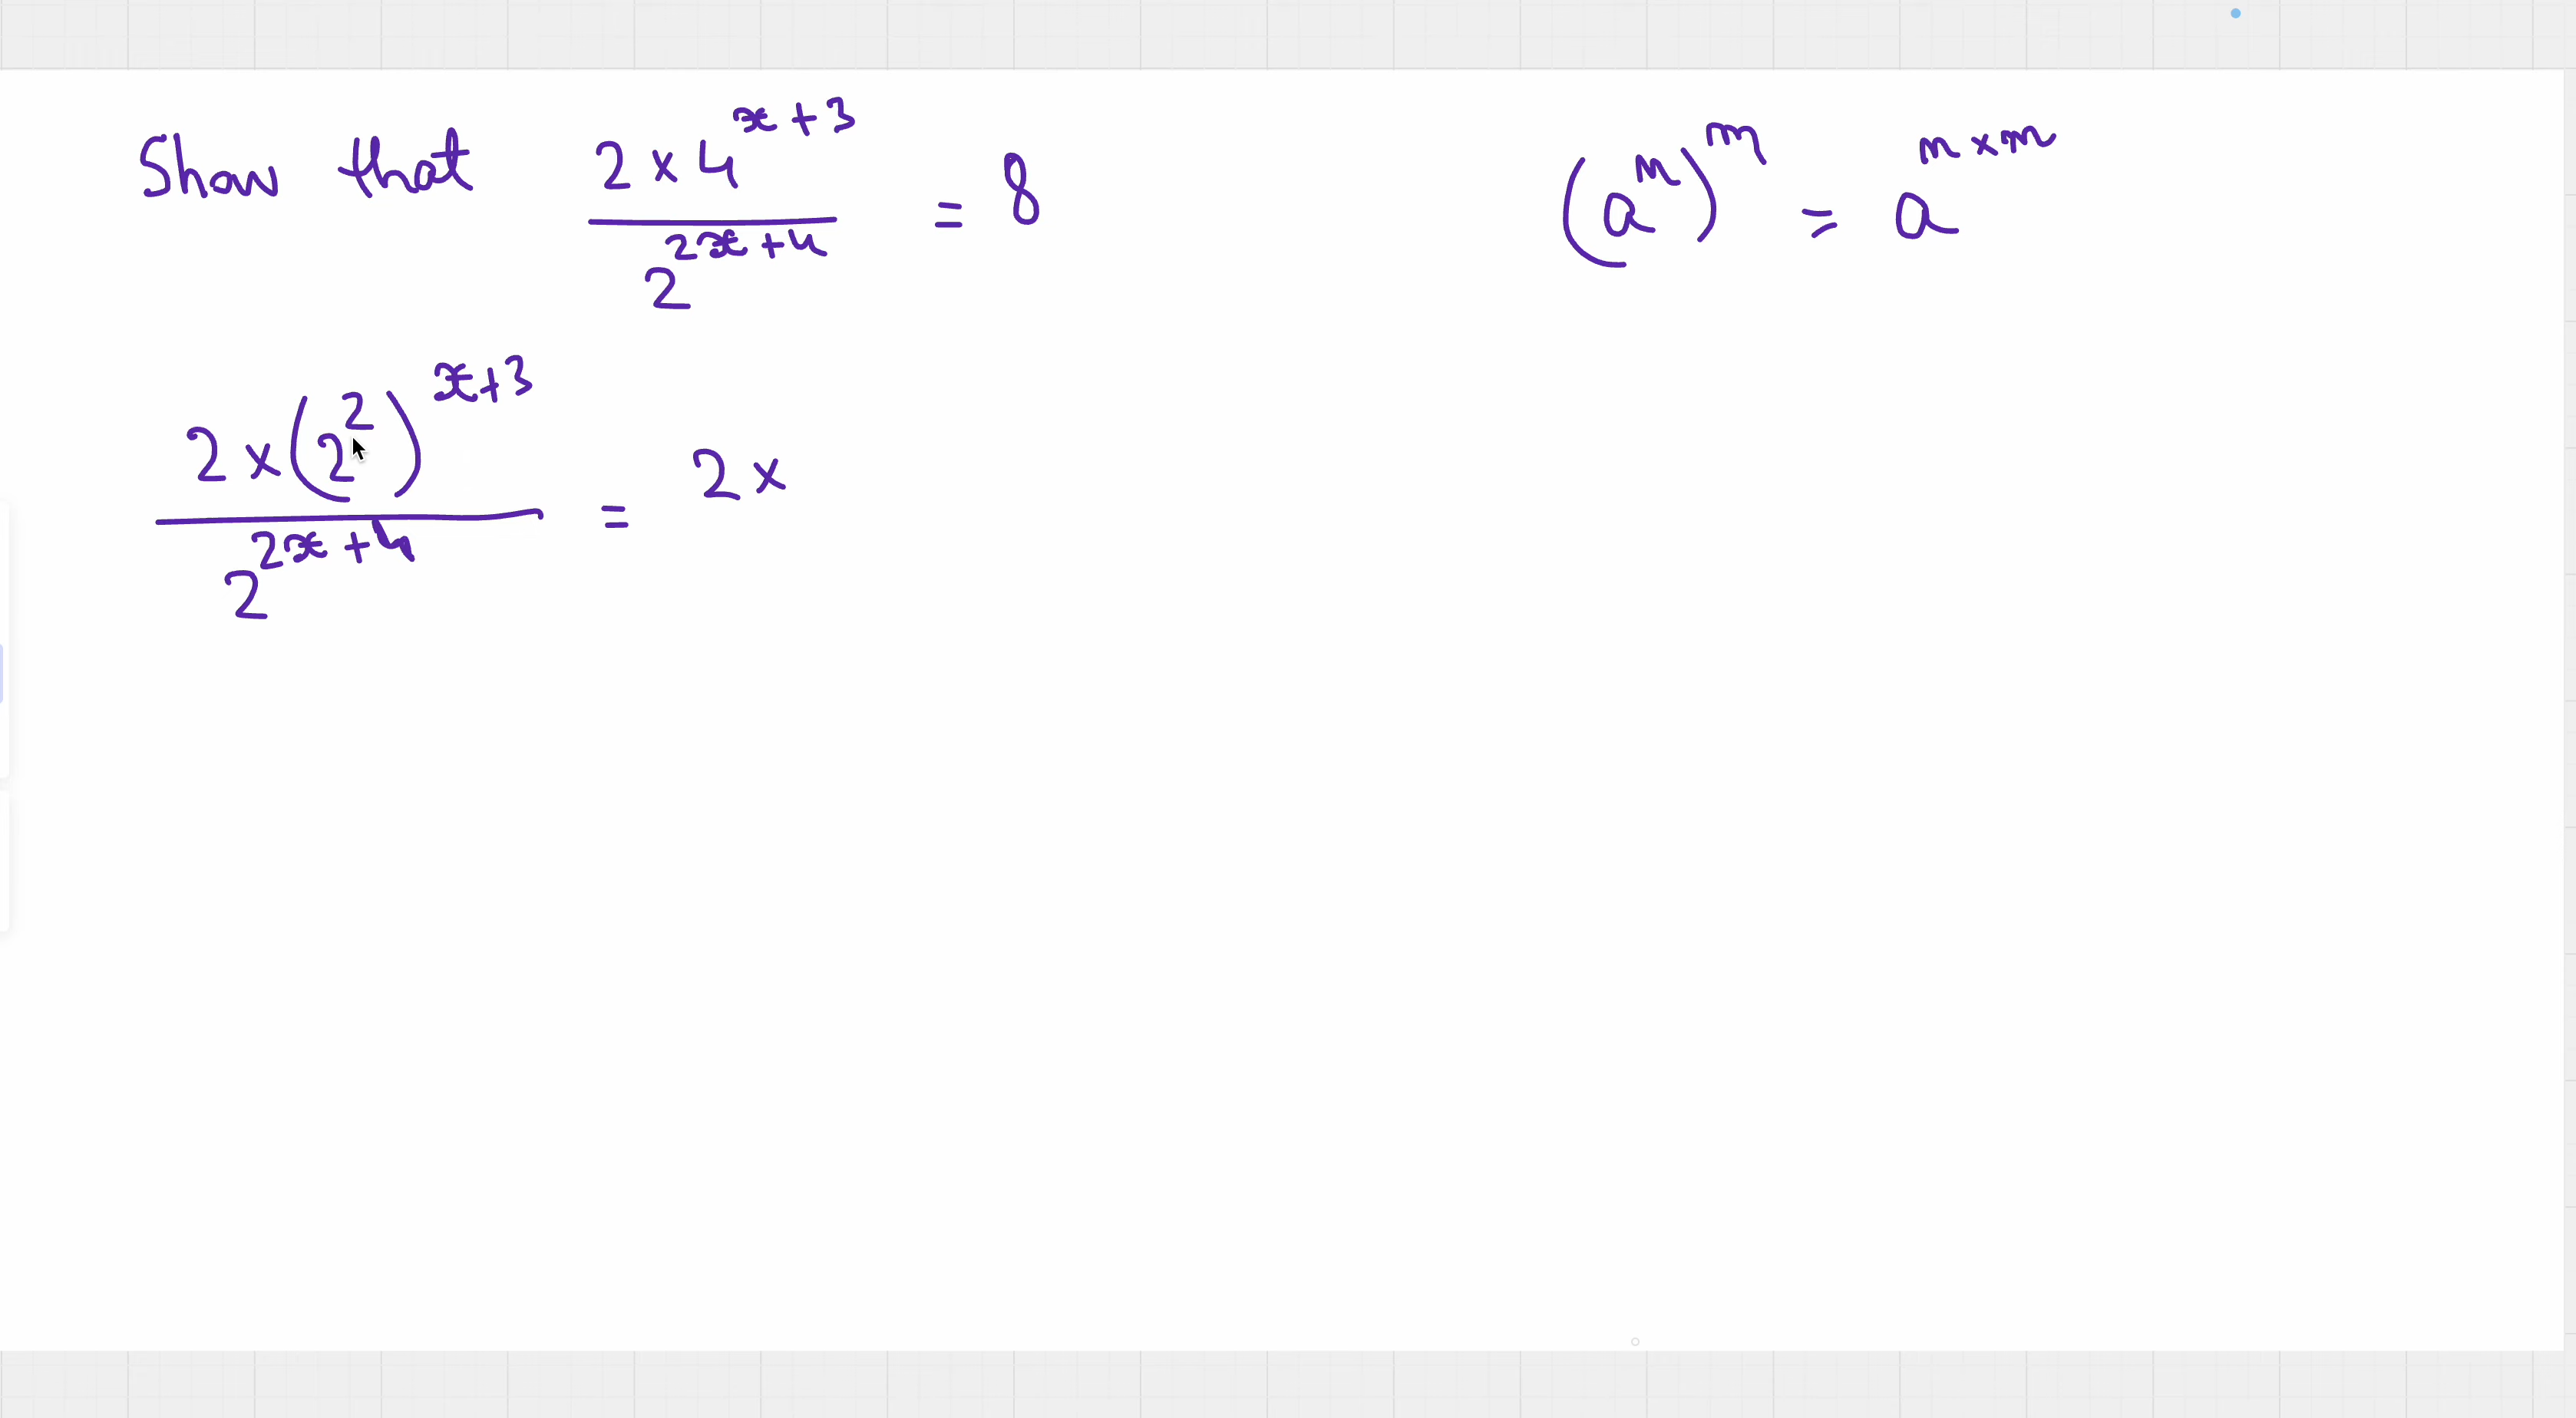 Show that (2 × 4^(x+3)) / (2^(2x+4)) = 8
(a^m)^n = a^(m×n)
(2 × (2^2)^(x+3)) / (2^(2x+4)) = 2 ×